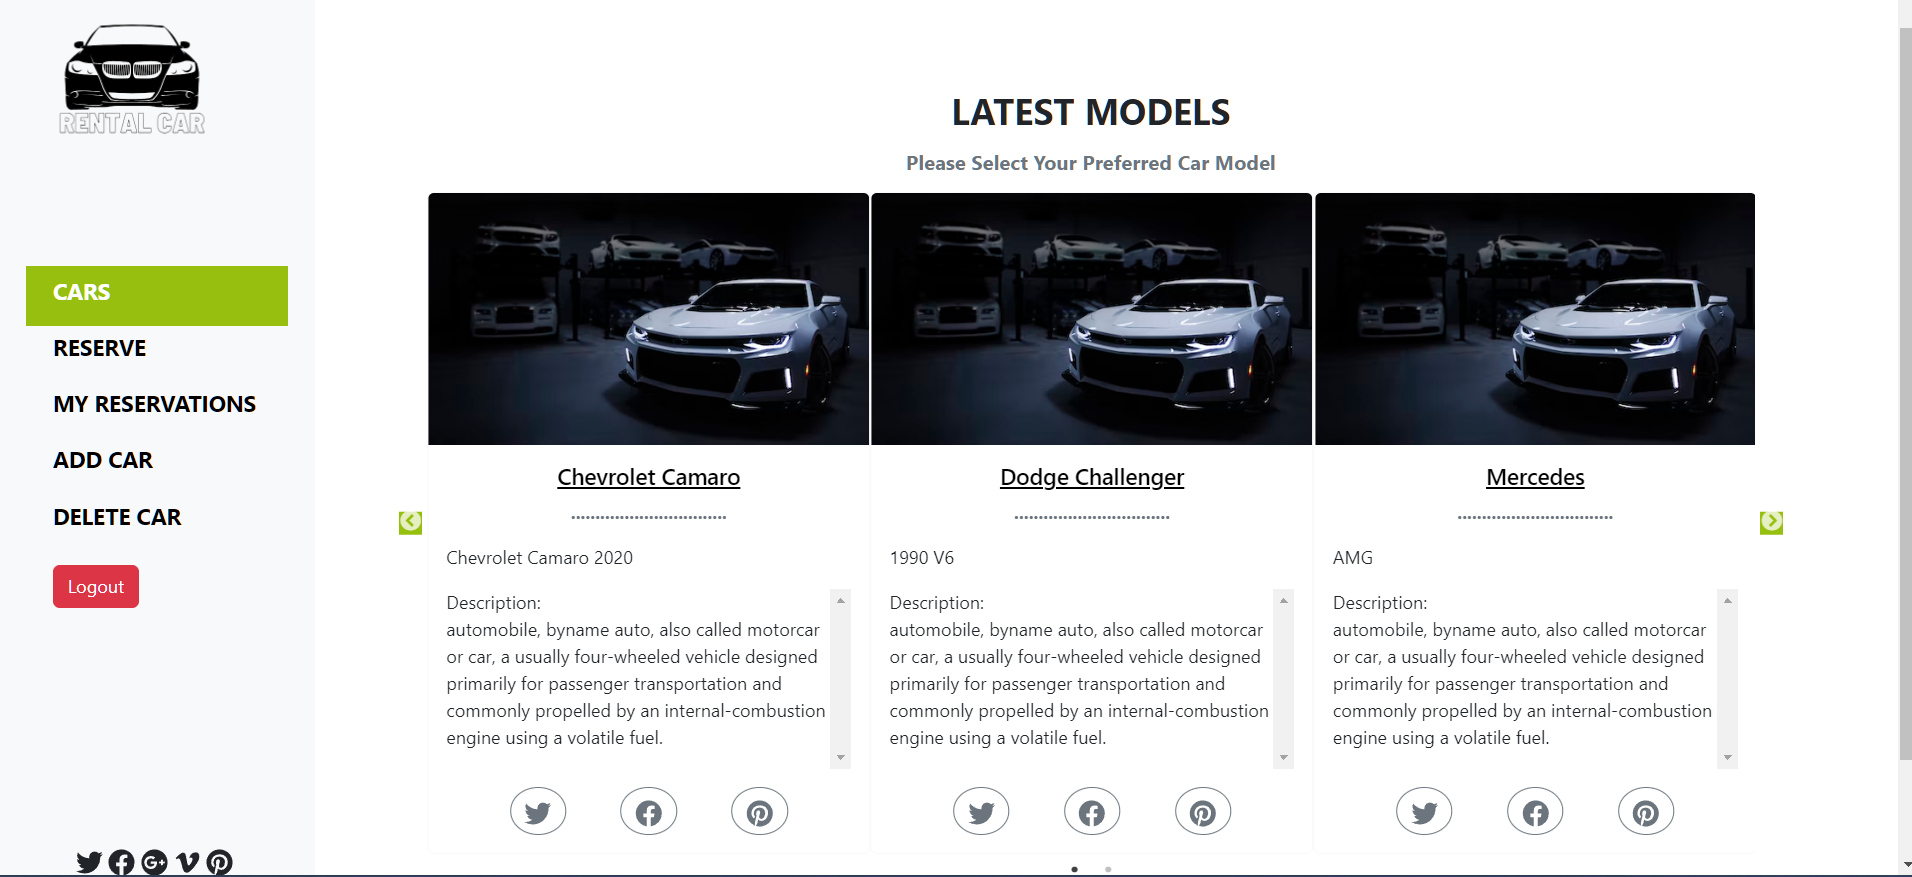 RENTAL CAR
CARS
RESERVE
MY RESERVATIONS
ADD CAR
DELETE CAR
Logout
LATEST MODELS
Please Select Your Preferred Car Model
Chevrolet Camaro
................................
Chevrolet Camaro 2020
Description:
automobile, byname auto, also called motorcar
or car, a usually four-wheeled vehicle designed
primarily for passenger transportation and
commonly propelled by an internal-combustion
engine using a volatile fuel.
Dodge Challenger
................................
1990 V6
Description:
automobile, byname auto, also called motorcar
or car, a usually four-wheeled vehicle designed
primarily for passenger transportation and
commonly propelled by an internal-combustion
engine using a volatile fuel.
Mercedes
................................
AMG
Description:
automobile, byname auto, also called motorcar
or car, a usually four-wheeled vehicle designed
primarily for passenger transportation and
commonly propelled by an internal-combustion
engine using a volatile fuel.